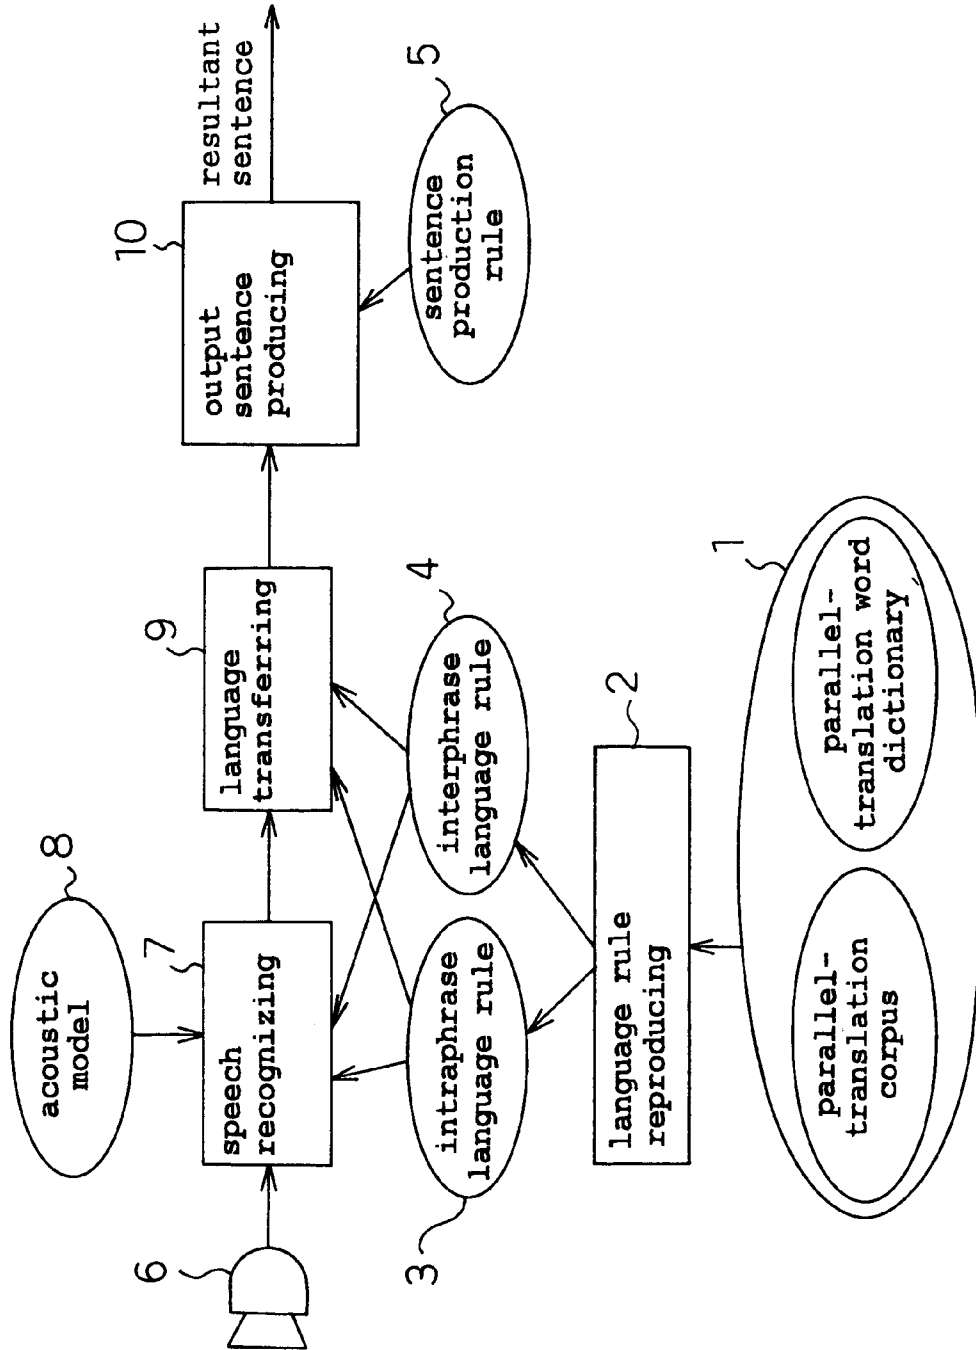 8
acoustic
model
6
7
speech
recognizing
9
language
transferring
10
output
sentence
producing
resultant
sentence
3
intraphrase
language rule
4
interphrase
language rule
5
sentence
production
rule
2
language rule
reproducing
1
parallel-
translation
corpus
parallel-
translation word
dictionary